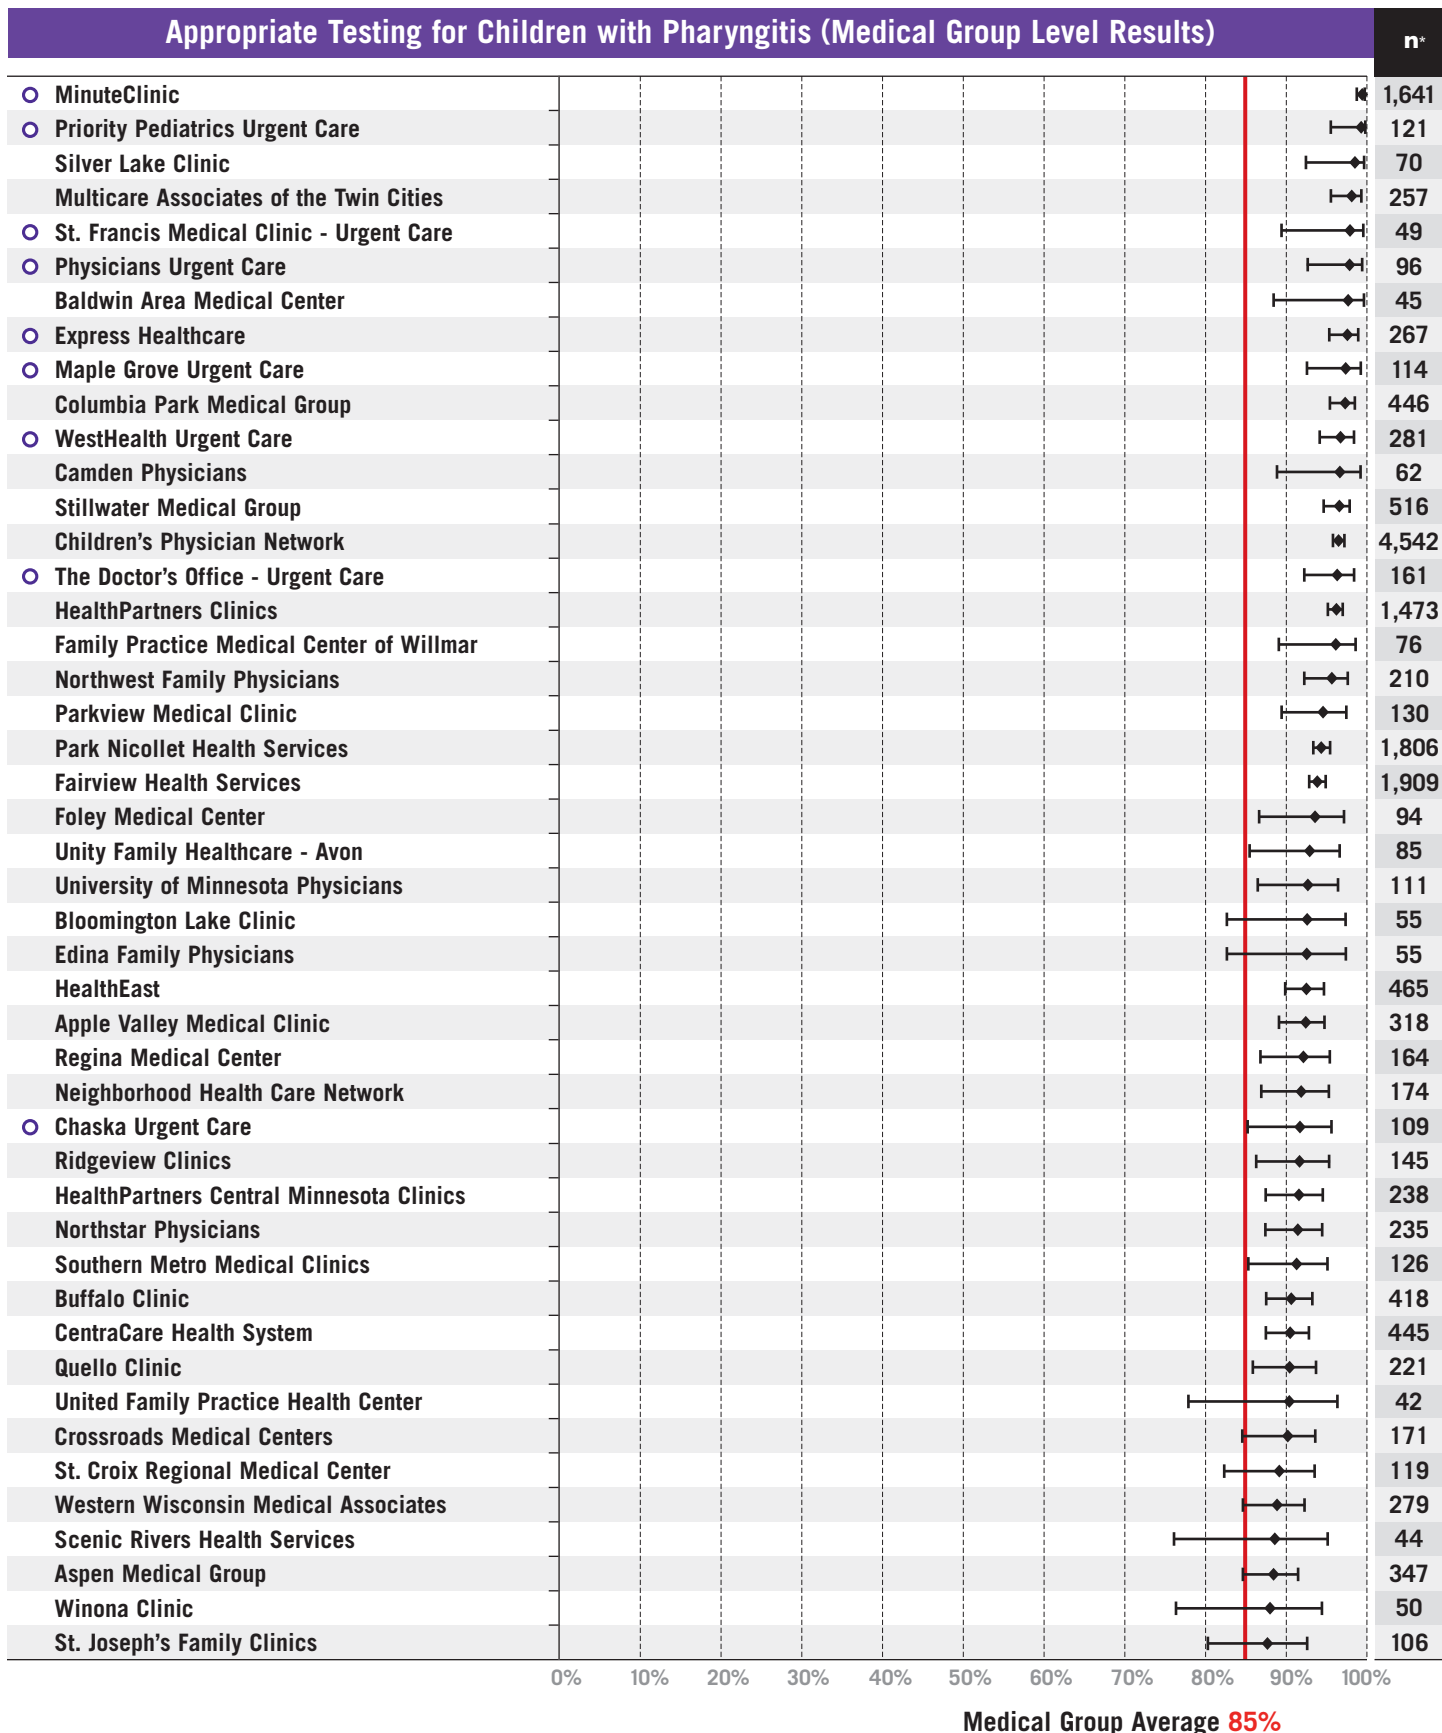 Appropriate Testing for Children with Pharyngitis (Medical Group Level Results) n*
MinuteClinic 1,641
Priority Pediatrics Urgent Care 121
Silver Lake Clinic 70
Multicare Associates of the Twin Cities 257
St. Francis Medical Clinic - Urgent Care 49
Physicians Urgent Care 96
Baldwin Area Medical Center 45
Express Healthcare 267
Maple Grove Urgent Care 114
Columbia Park Medical Group 446
WestHealth Urgent Care 281
Camden Physicians 62
Stillwater Medical Group 516
Children's Physician Network 4,542
The Doctor's Office - Urgent Care 161
HealthPartners Clinics 1,473
Family Practice Medical Center of Willmar 76
Northwest Family Physicians 210
Parkview Medical Clinic 130
Park Nicollet Health Services 1,806
Fairview Health Services 1,909
Foley Medical Center 94
Unity Family Healthcare - Avon 85
University of Minnesota Physicians 111
Bloomington Lake Clinic 55
Edina Family Physicians 55
HealthEast 465
Apple Valley Medical Clinic 318
Regina Medical Center 164
Neighborhood Health Care Network 174
Chaska Urgent Care 109
Ridgeview Clinics 145
HealthPartners Central Minnesota Clinics 238
Northstar Physicians 235
Southern Metro Medical Clinics 126
Buffalo Clinic 418
CentraCare Health System 445
Quello Clinic 221
United Family Practice Health Center 42
Crossroads Medical Centers 171
St. Croix Regional Medical Center 119
Western Wisconsin Medical Associates 279
Scenic Rivers Health Services 44
Aspen Medical Group 347
Winona Clinic 50
St. Joseph's Family Clinics 106
0% 10% 20% 30% 40% 50% 60% 70% 80% 90% 100%
Medical Group Average 85%